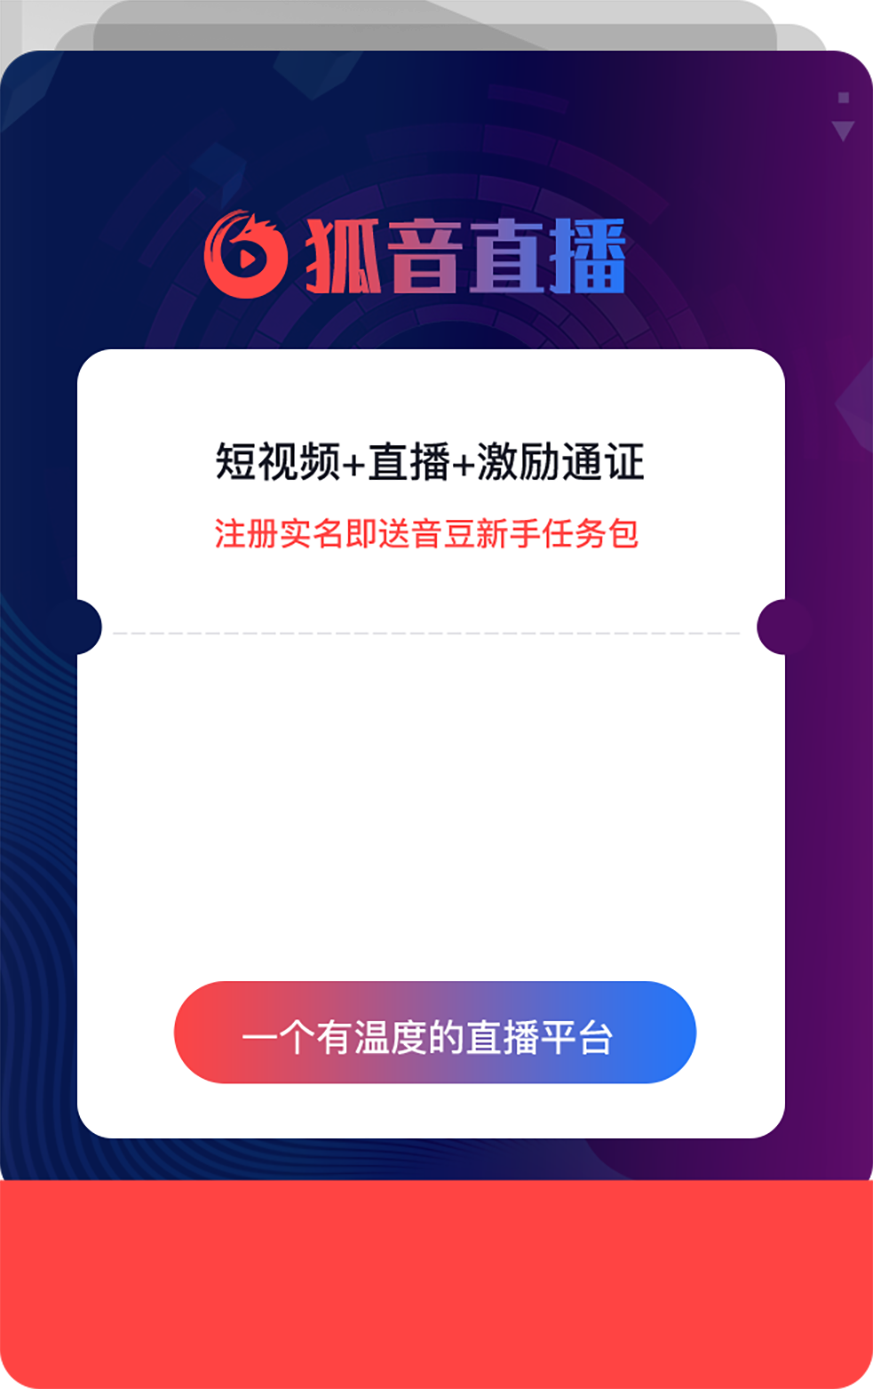 狐音直播
短视频+直播+激励通证
注册实名即送音豆新手任务包
一个有温度的直播平台